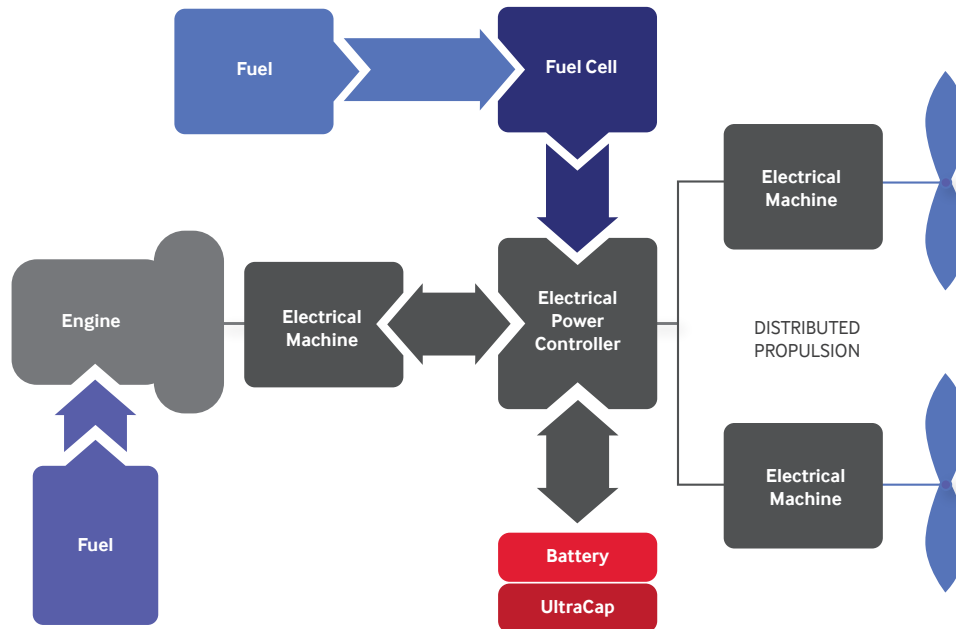 Fuel
Fuel Cell
Electrical
Machine
Engine
Electrical
Machine
Electrical
Power
Controller
DISTRIBUTED
PROPULSION
Electrical
Machine
Fuel
Battery
UltraCap